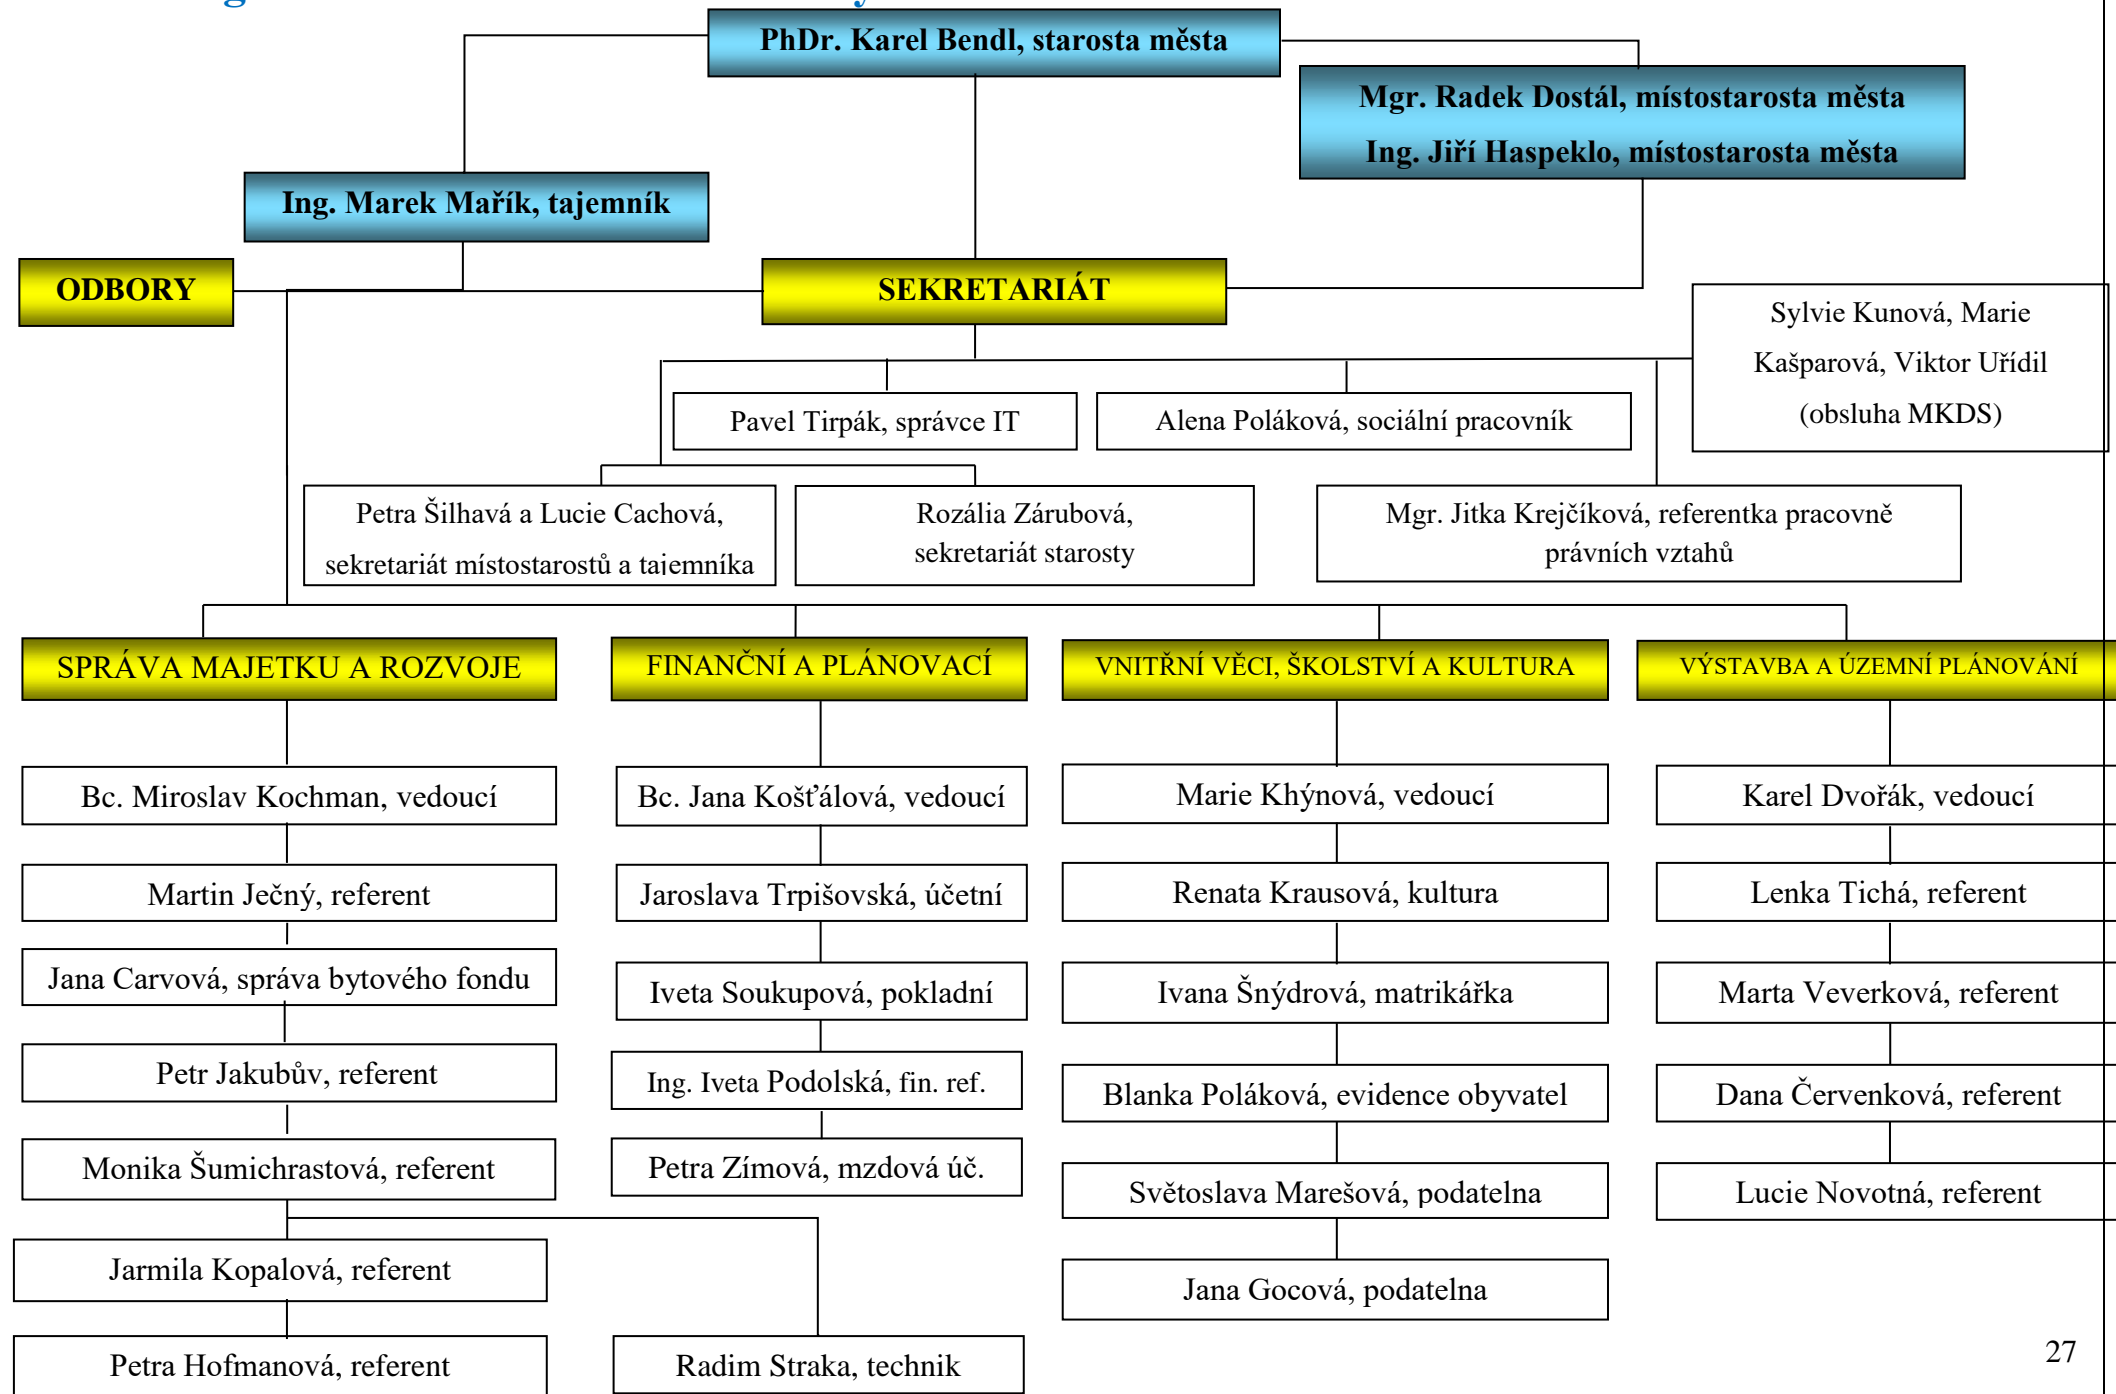 PhDr. Karel Bendl, starosta města
Mgr. Radek Dostál, místostarosta města
Ing. Jiří Haspeklo, místostarosta města
Ing. Marek Mařík, tajemník
ODBORY
SEKRETARIÁT
Sylvie Kunová, Marie
Kašparová, Viktor Uřídil
(obsluha MKDS)
Pavel Tirpák, správce IT
Alena Poláková, sociální pracovník
Petra Šilhavá a Lucie Cachová,
sekretariát místostarostů a tajemníka
Rozália Zárubová,
sekretariát starosty
Mgr. Jitka Krejčíková, referentka pracovně
právních vztahů
SPRÁVA MAJETKU A ROZVOJE
FINANČNÍ A PLÁNOVACÍ
VNITŘNÍ VĚCI, ŠKOLSTVÍ A KULTURA
VÝSTAVBA A ÚZEMNÍ PLÁNOVÁNÍ
Bc. Miroslav Kochman, vedoucí
Bc. Jana Košťálová, vedoucí
Marie Khýnová, vedoucí
Karel Dvořák, vedoucí
Martin Ječný, referent
Jaroslava Trpišovská, účetní
Renata Krausová, kultura
Lenka Tichá, referent
Jana Carvová, správa bytového fondu
Iveta Soukupová, pokladní
Ivana Šnýdrová, matrikářka
Marta Veverková, referent
Petr Jakubův, referent
Ing. Iveta Podolská, fin. ref.
Blanka Poláková, evidence obyvatel
Dana Červenková, referent
Monika Šumichrastová, referent
Petra Zímová, mzdová úč.
Světoslava Marešová, podatelna
Lucie Novotná, referent
Jarmila Kopalová, referent
Jana Gocová, podatelna
Petra Hofmanová, referent
Radim Straka, technik
27